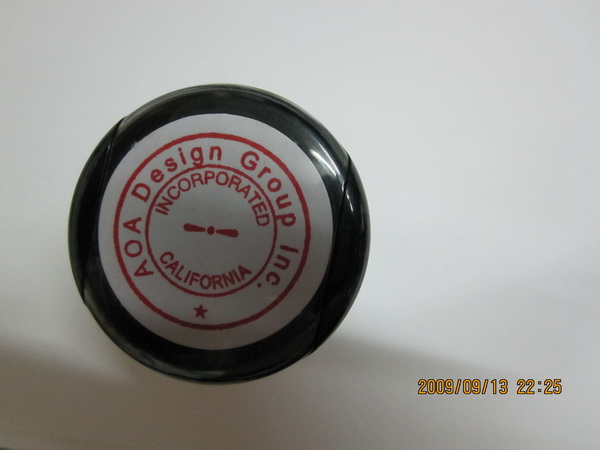 AOA Design Group Inc.
INCORPORATED
CALIFORNIA
2009/09/13 22:25